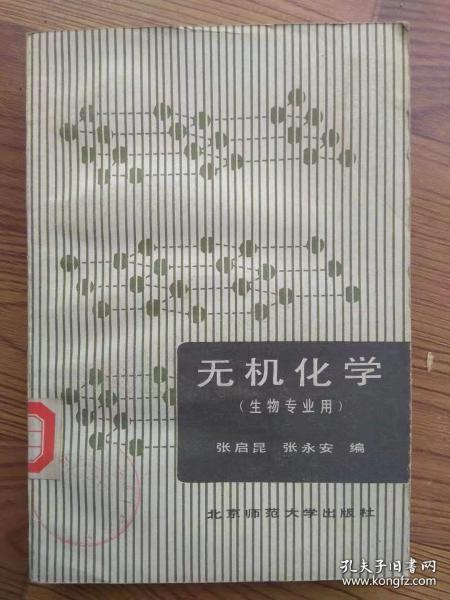 无机化学
（生物专业用）
张启昆 张永安 编
北京师范大学出版社
孔夫子旧书网
www.kongfz.com